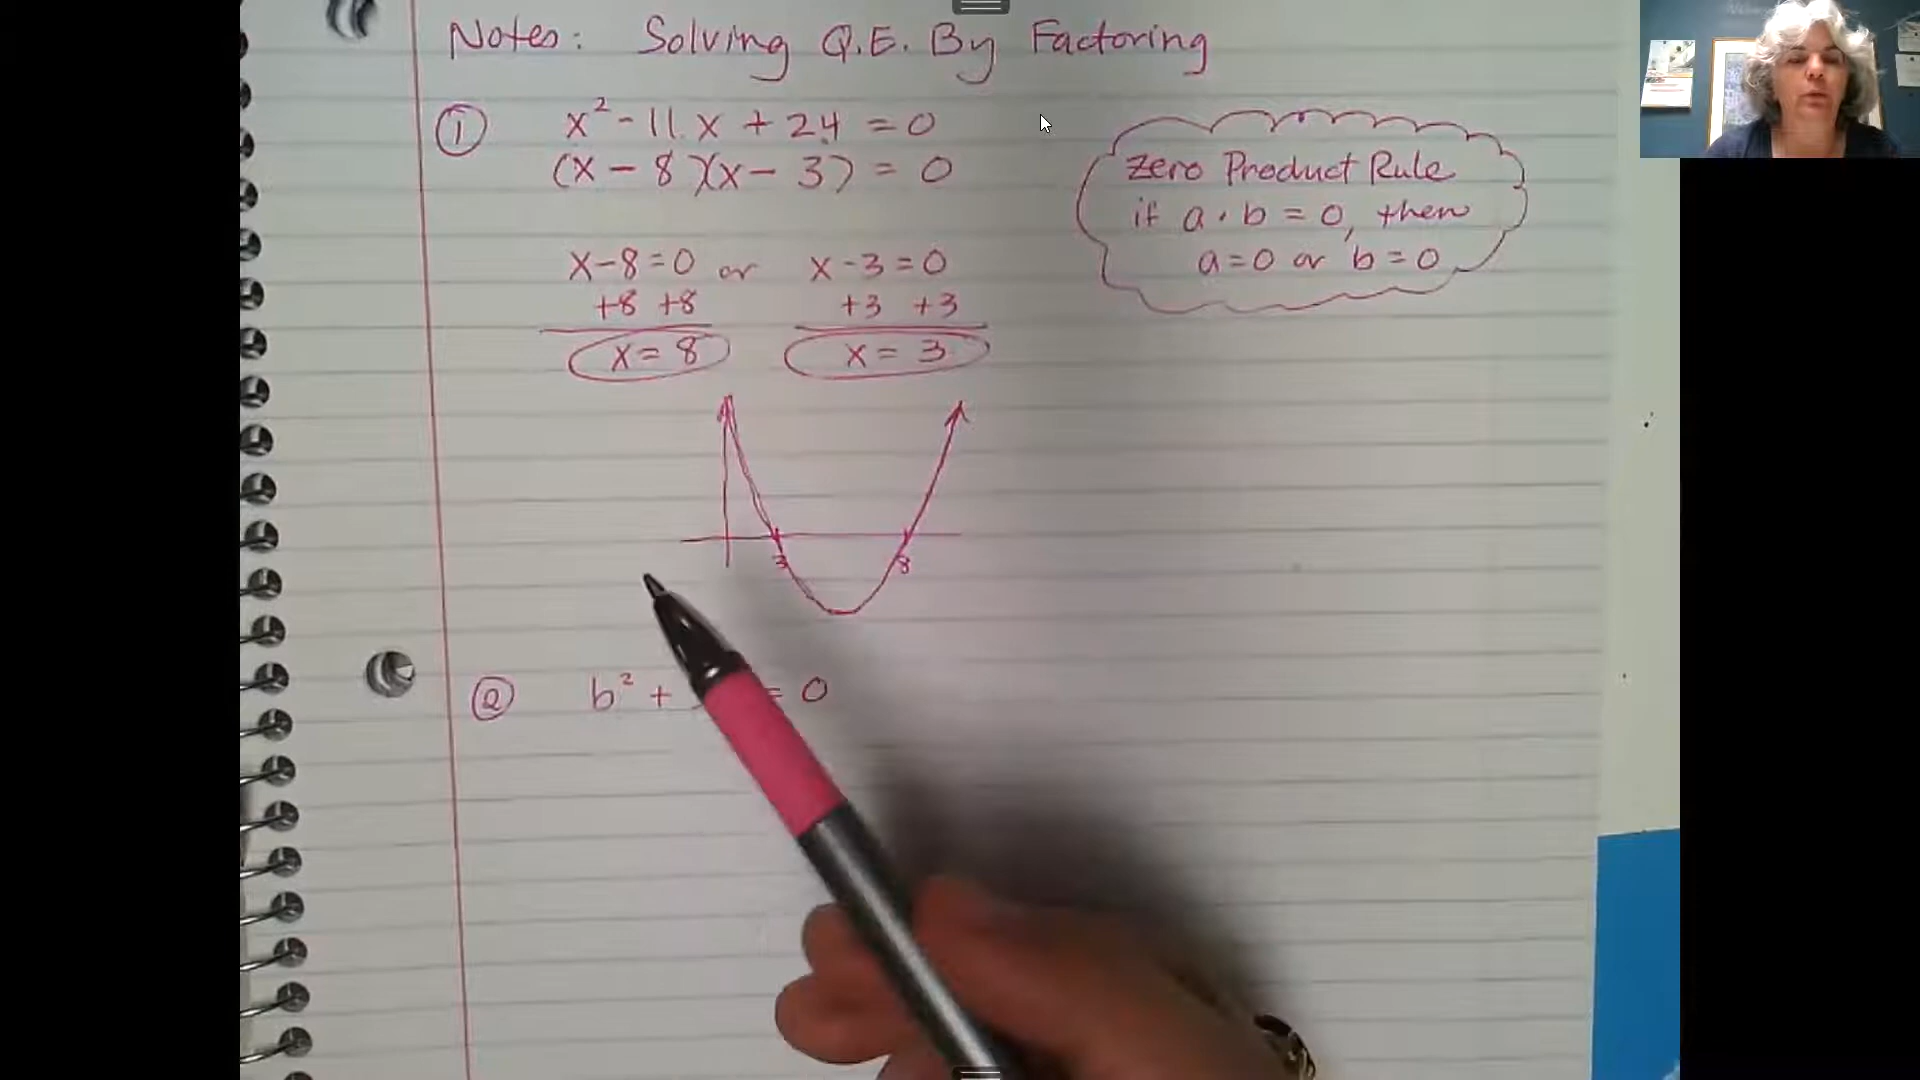 Notes: Solving Q.E. By Factoring
① x² - 11x + 24 = 0
(x - 8)(x - 3) = 0
x - 8 = 0 or x - 3 = 0
+8 +8 +3 +3
x = 8 x = 3
3 8
Zero Product Rule
if a · b = 0, then
a = 0 or b = 0
② b² + = 0